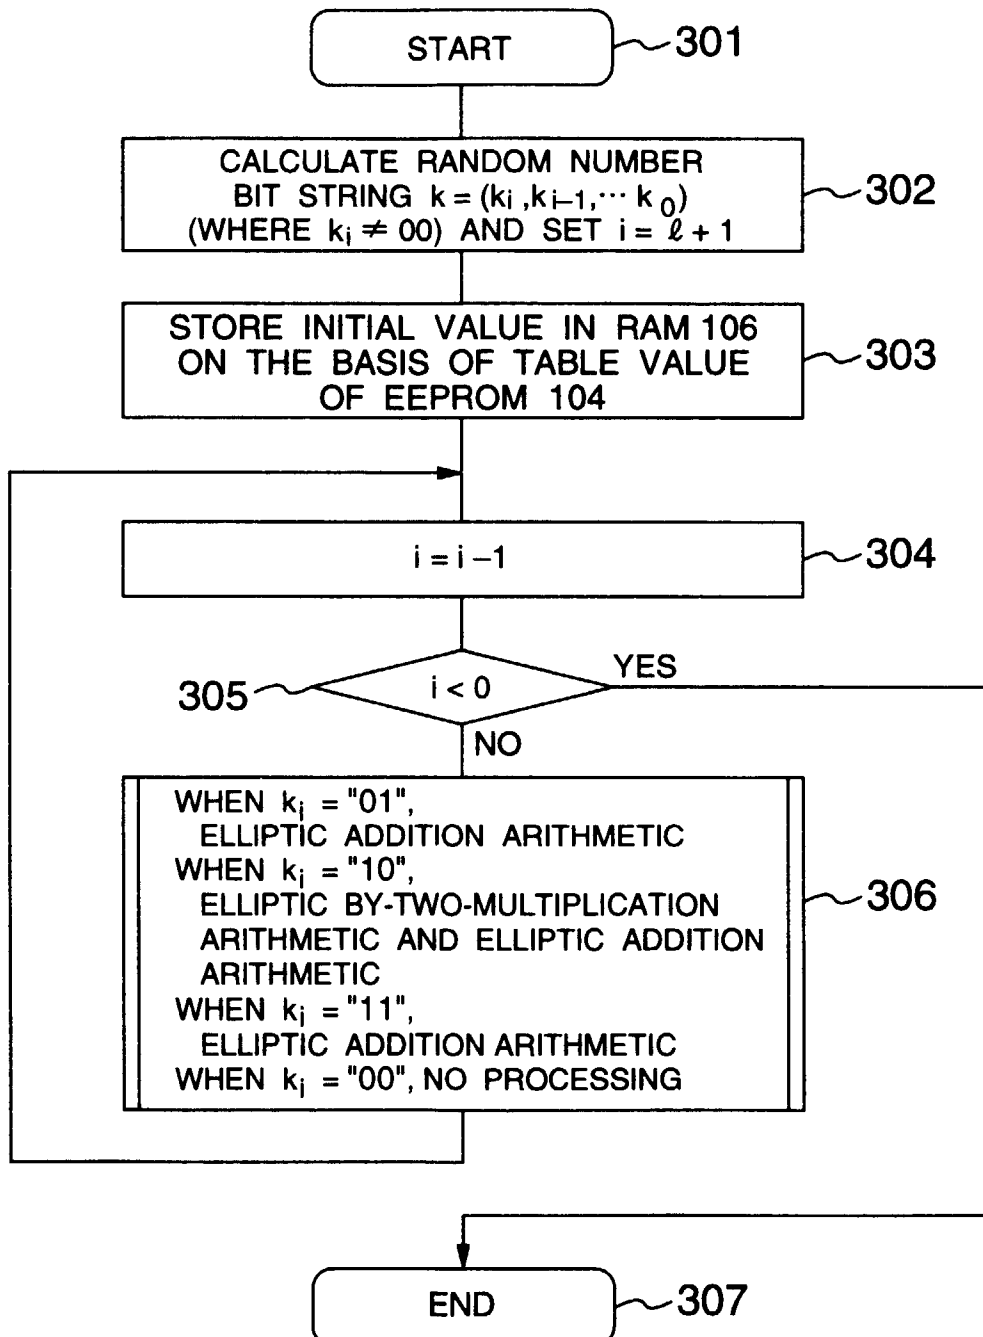 START
301
CALCULATE RANDOM NUMBER
BIT STRING k = (ki ,ki–1,··· k0)
(WHERE ki ≠ 00) AND SET i = ℓ + 1
302
STORE INITIAL VALUE IN RAM 106
ON THE BASIS OF TABLE VALUE
OF EEPROM 104
303
i = i –1
304
305
i < 0
YES
NO
WHEN ki = "01",
ELLIPTIC ADDITION ARITHMETIC
WHEN ki = "10",
ELLIPTIC BY-TWO-MULTIPLICATION
ARITHMETIC AND ELLIPTIC ADDITION
ARITHMETIC
WHEN ki = "11",
ELLIPTIC ADDITION ARITHMETIC
WHEN ki = "00", NO PROCESSING
306
END
307